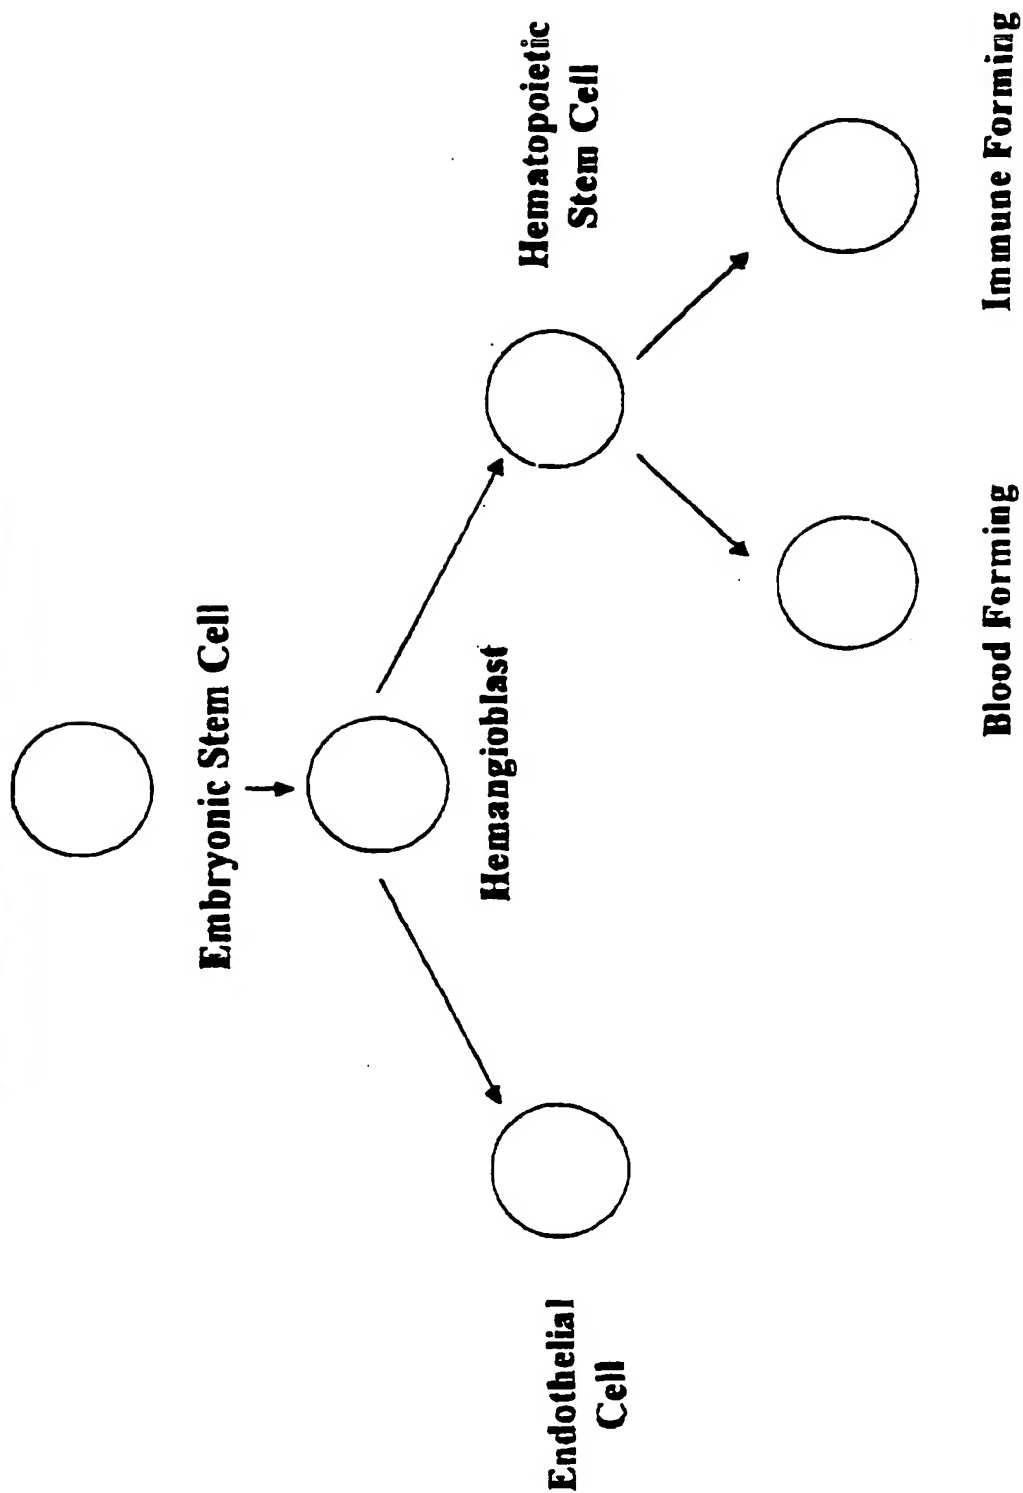 Embryonic Stem Cell
Hemangioblast
Endothelial
Cell
Hematopoietic
Stem Cell
Blood Forming
Immune Forming